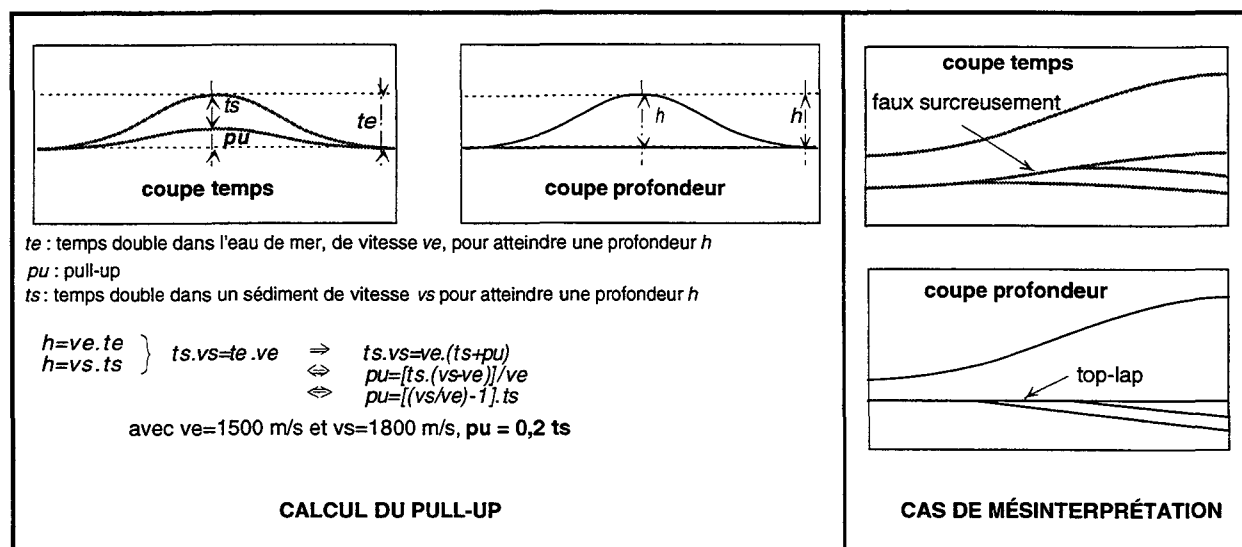 ts
pu
te
coupe temps
h
h
coupe profondeur
te : temps double dans l'eau de mer, de vitesse ve, pour atteindre une profondeur h
pu : pull-up
ts : temps double dans un sédiment de vitesse vs pour atteindre une profondeur h
h=ve.te
h=vs.ts
} ts.vs=te.ve ⇒ ts.vs=ve.(ts+pu)
⇔ pu=[ts.(vs-ve)]/ve
⇔ pu=[(vs/ve)-1].ts
avec ve=1500 m/s et vs=1800 m/s, pu = 0,2 ts
CALCUL DU PULL-UP
coupe temps
faux surcreusement
coupe profondeur
top-lap
CAS DE MÉSINTERPRÉTATION